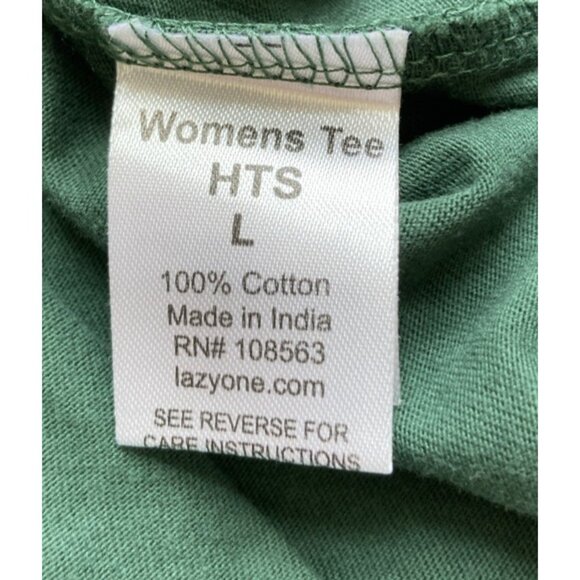 Womens Tee
HTS
L
100% Cotton
Made in India
RN# 108563
lazyone.com
SEE REVERSE FOR
CARE INSTRUCTIONS